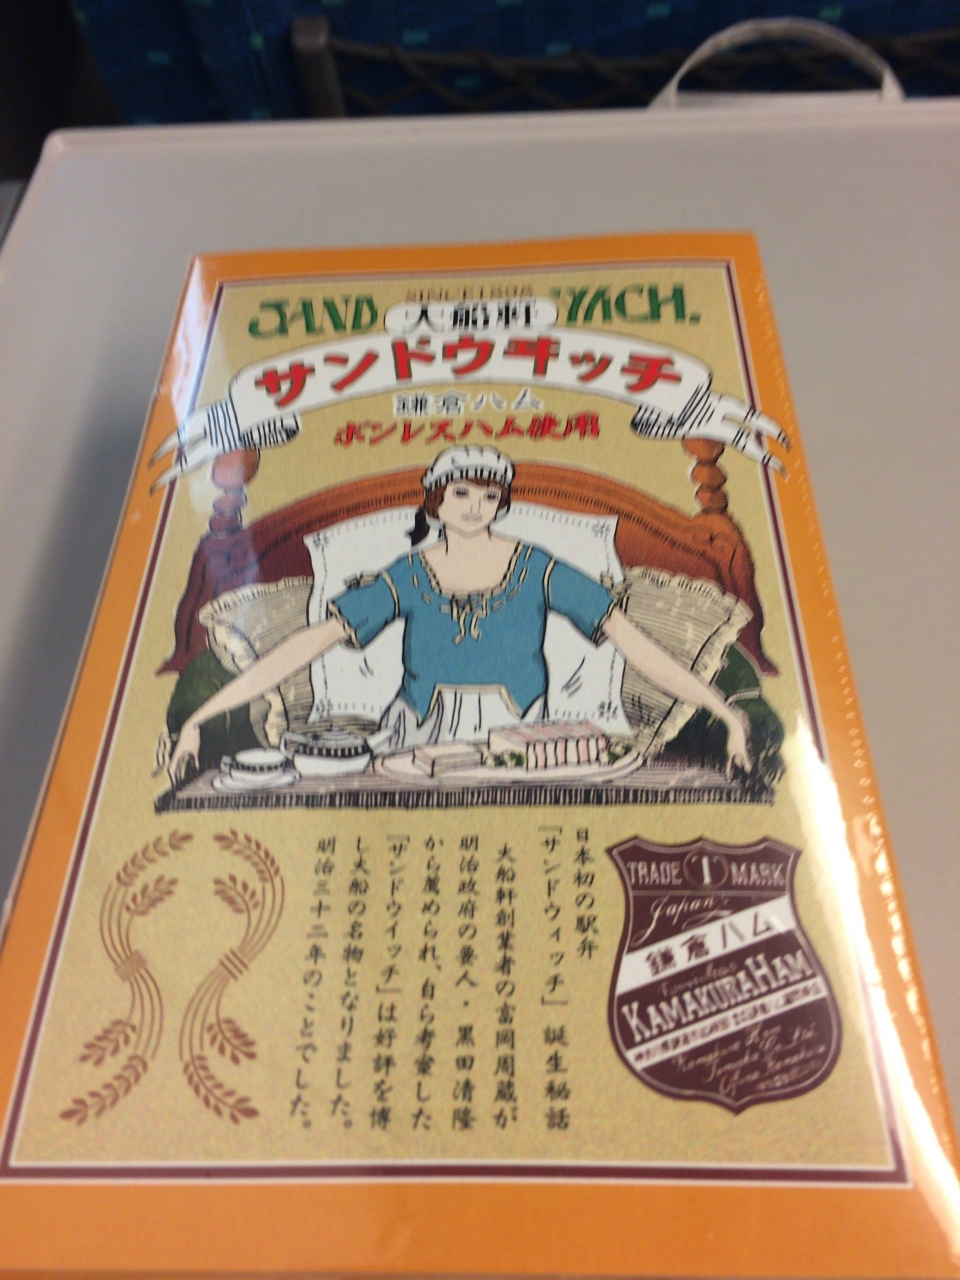 SINCE1898
SANDWICH.
大船軒
サンドウヰッチ
鎌倉ハム
ボンレスハム使用
日本初の駅弁
『サンドウィッチ』誕生秘話
大船軒創業者の富岡周蔵が
明治政府の要人・黒田清隆
から薦められ、自ら考案した
『サンドウイッチ』は好評を博
し大船の名物となりました。
明治三十二年のことでした。
TRADE T MARK
Japan
鎌倉ハム
KAMAKURA HAM